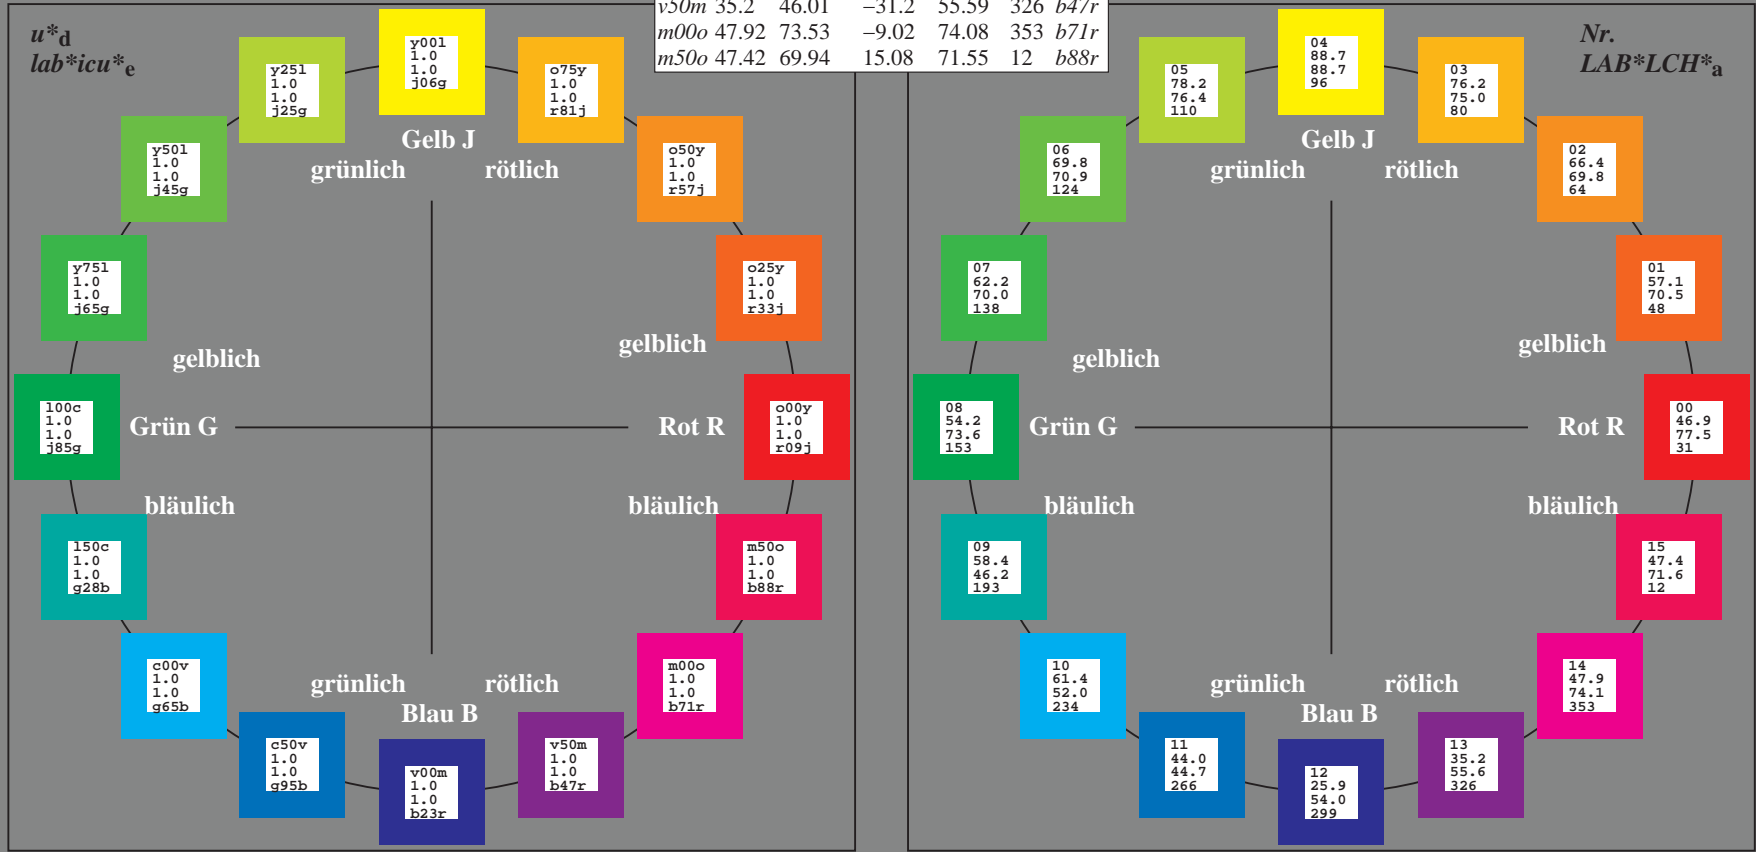 v50m 35.2 46.01 −31.2 55.59 326 b47r
m00o 47.92 73.53 −9.02 74.08 353 b71r
m50o 47.42 69.94 15.08 71.55 12 b88r
u*d
lab*icu*e
y00l
1.0
1.0
j06g
y25l
1.0
1.0
j25g
o75y
1.0
1.0
r81j
Gelb J
grünlich rötlich
y50l
1.0
1.0
j45g
o50y
1.0
1.0
r57j
y75l
1.0
1.0
j65g
o25y
1.0
1.0
r33j
gelblich
gelblich
l00c
1.0
1.0
j85g
Grün G
Rot R
o00y
1.0
1.0
r09j
bläulich
bläulich
l50c
1.0
1.0
g28b
m50o
1.0
1.0
b88r
c00v
1.0
1.0
g65b
m00o
1.0
1.0
b71r
grünlich rötlich
Blau B
c50v
1.0
1.0
g95b
v00m
1.0
1.0
b23r
v50m
1.0
1.0
b47r
Nr.
LAB*LCH*a
04
88.7
88.7
96
05
78.2
76.4
110
03
76.2
75.0
80
Gelb J
grünlich rötlich
06
69.8
70.9
124
02
66.4
69.8
64
07
62.2
70.0
138
01
57.1
70.5
48
gelblich
gelblich
08
54.2
73.6
153
Grün G
Rot R
00
46.9
77.5
31
bläulich
bläulich
09
58.4
46.2
193
15
47.4
71.6
12
10
61.4
52.0
234
14
47.9
74.1
353
grünlich rötlich
Blau B
11
44.0
44.7
266
12
25.9
54.0
299
13
35.2
55.6
326